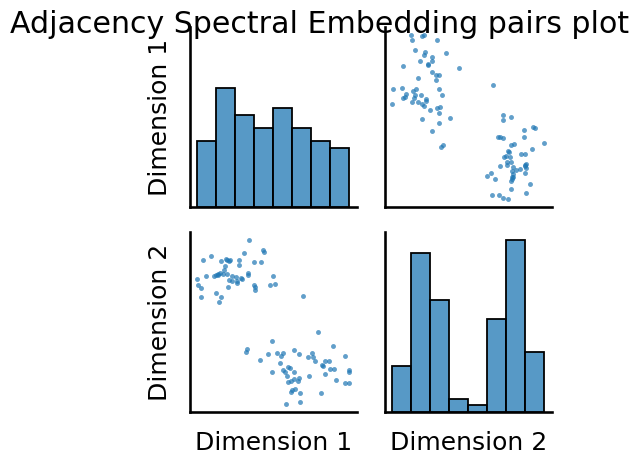 Adjacency Spectral Embedding pairs plot
Dimension 1
Dimension 2
Dimension 1
Dimension 2